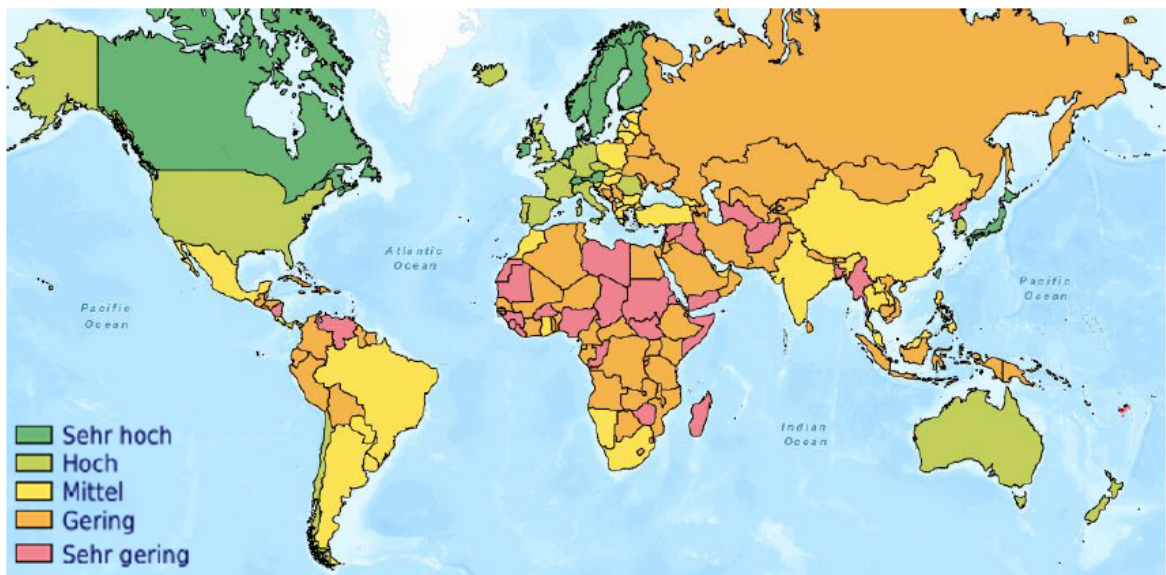 Atlantic
Ocean
Pacific
Ocean
Pacific
Ocean
Indian
Ocean
Sehr hoch
Hoch
Mittel
Gering
Sehr gering